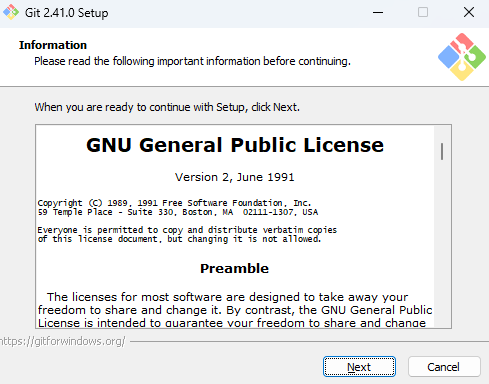 Git 2.41.0 Setup
Information
Please read the following important information before continuing.
When you are ready to continue with Setup, click Next.
GNU General Public License
Version 2, June 1991
Copyright (C) 1989, 1991 Free Software Foundation, Inc.
59 Temple Place - Suite 330, Boston, MA  02111-1307, USA
Everyone is permitted to copy and distribute verbatim copies
of this license document, but changing it is not allowed.
Preamble
The licenses for most software are designed to take away your
freedom to share and change it. By contrast, the GNU General Public
License is intended to guarantee your freedom to share and change
https://gitforwindows.org/
Next
Cancel